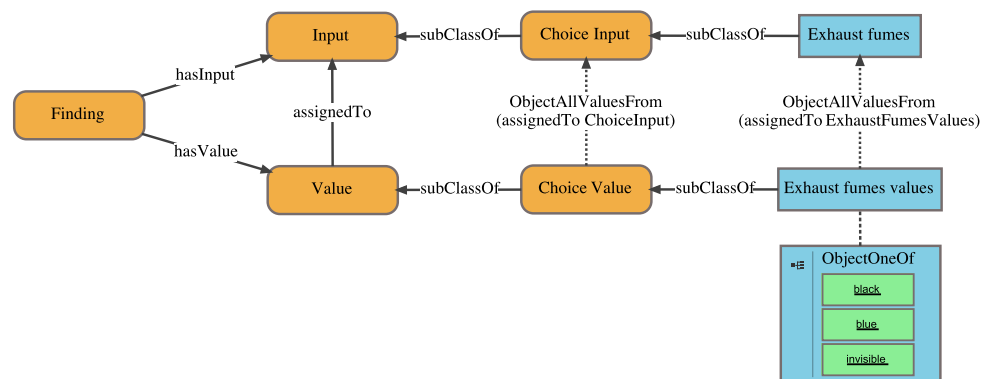 Input
subClassOf
Choice Input
subClassOf
Exhaust fumes
hasInput
Finding
assignedTo
ObjectAllValuesFrom
(assignedTo ChoiceInput)
ObjectAllValuesFrom
(assignedTo ExhaustFumesValues)
hasValue
Value
subClassOf
Choice Value
subClassOf
Exhaust fumes values
ObjectOneOf
black
blue
invisible